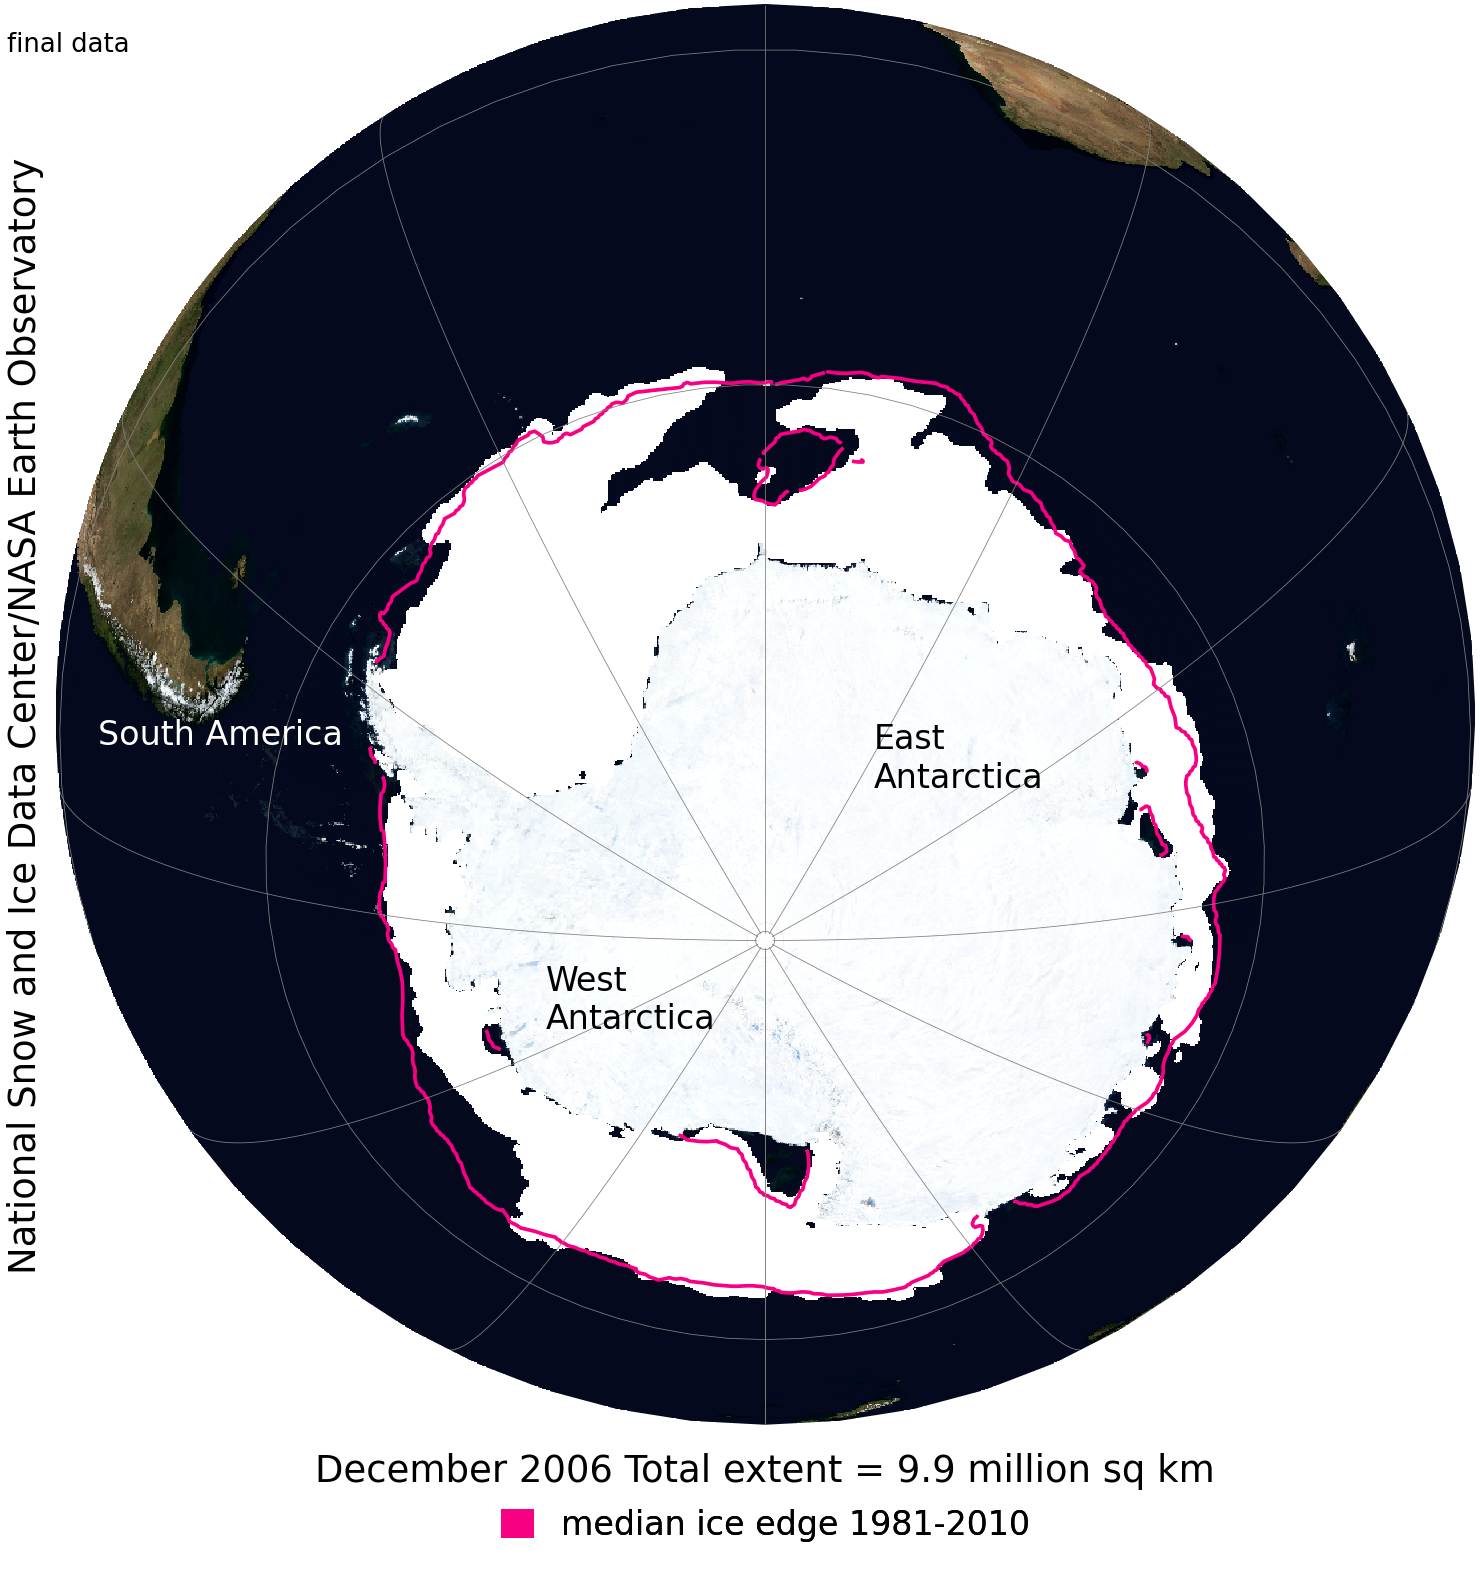 final data
National Snow and Ice Data Center/NASA Earth Observatory
South America
East
Antarctica
West
Antarctica
December 2006 Total extent = 9.9 million sq km
median ice edge 1981-2010